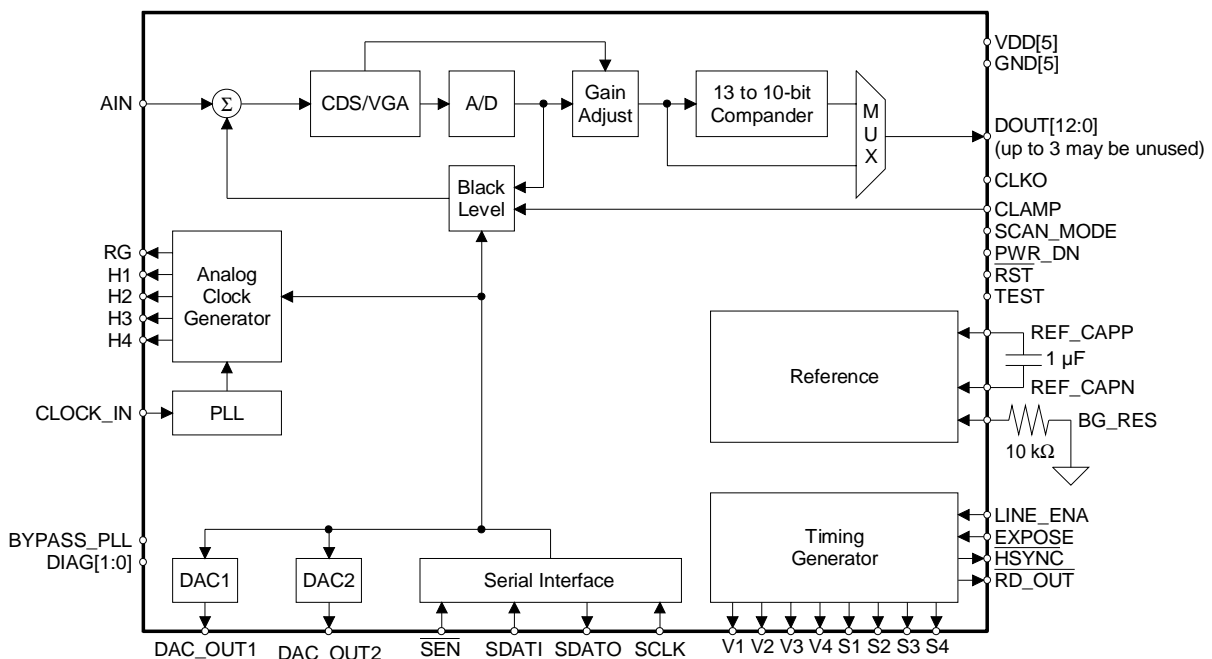 VDD[5]
GND[5]
AIN
Σ
CDS/VGA
A/D
Gain
Adjust
13 to 10-bit
Compander
M
U
X
DOUT[12:0]
(up to 3 may be unused)
Black
Level
CLKO
CLAMP
SCAN_MODE
PWR_DN
RST
TEST
RG
H1
H2
H3
H4
Analog
Clock
Generator
CLOCK_IN
PLL
Reference
REF_CAPP
1 µF
REF_CAPN
BG_RES
10 kΩ
BYPASS_PLL
DIAG[1:0]
DAC1
DAC2
Serial Interface
Timing
Generator
LINE_ENA
EXPOSE
HSYNC
RD_OUT
DAC_OUT1
DAC_OUT2
SEN
SDATI
SDATO
SCLK
V1
V2
V3
V4
S1
S2
S3
S4